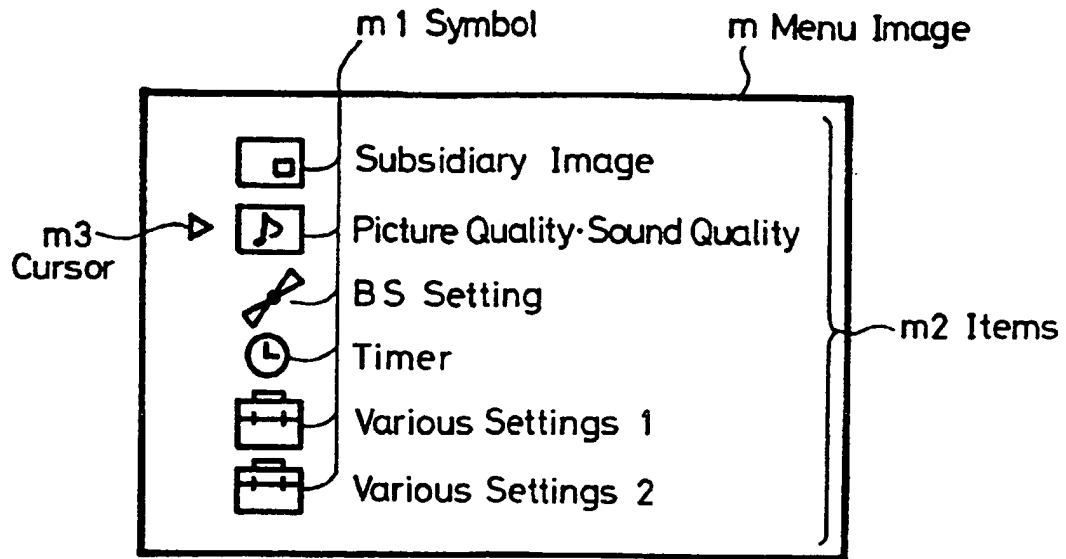 m1 Symbol
m Menu Image
Subsidiary Image
m3
Cursor
Picture Quality·Sound Quality
BS Setting
m2 Items
Timer
Various Settings 1
Various Settings 2